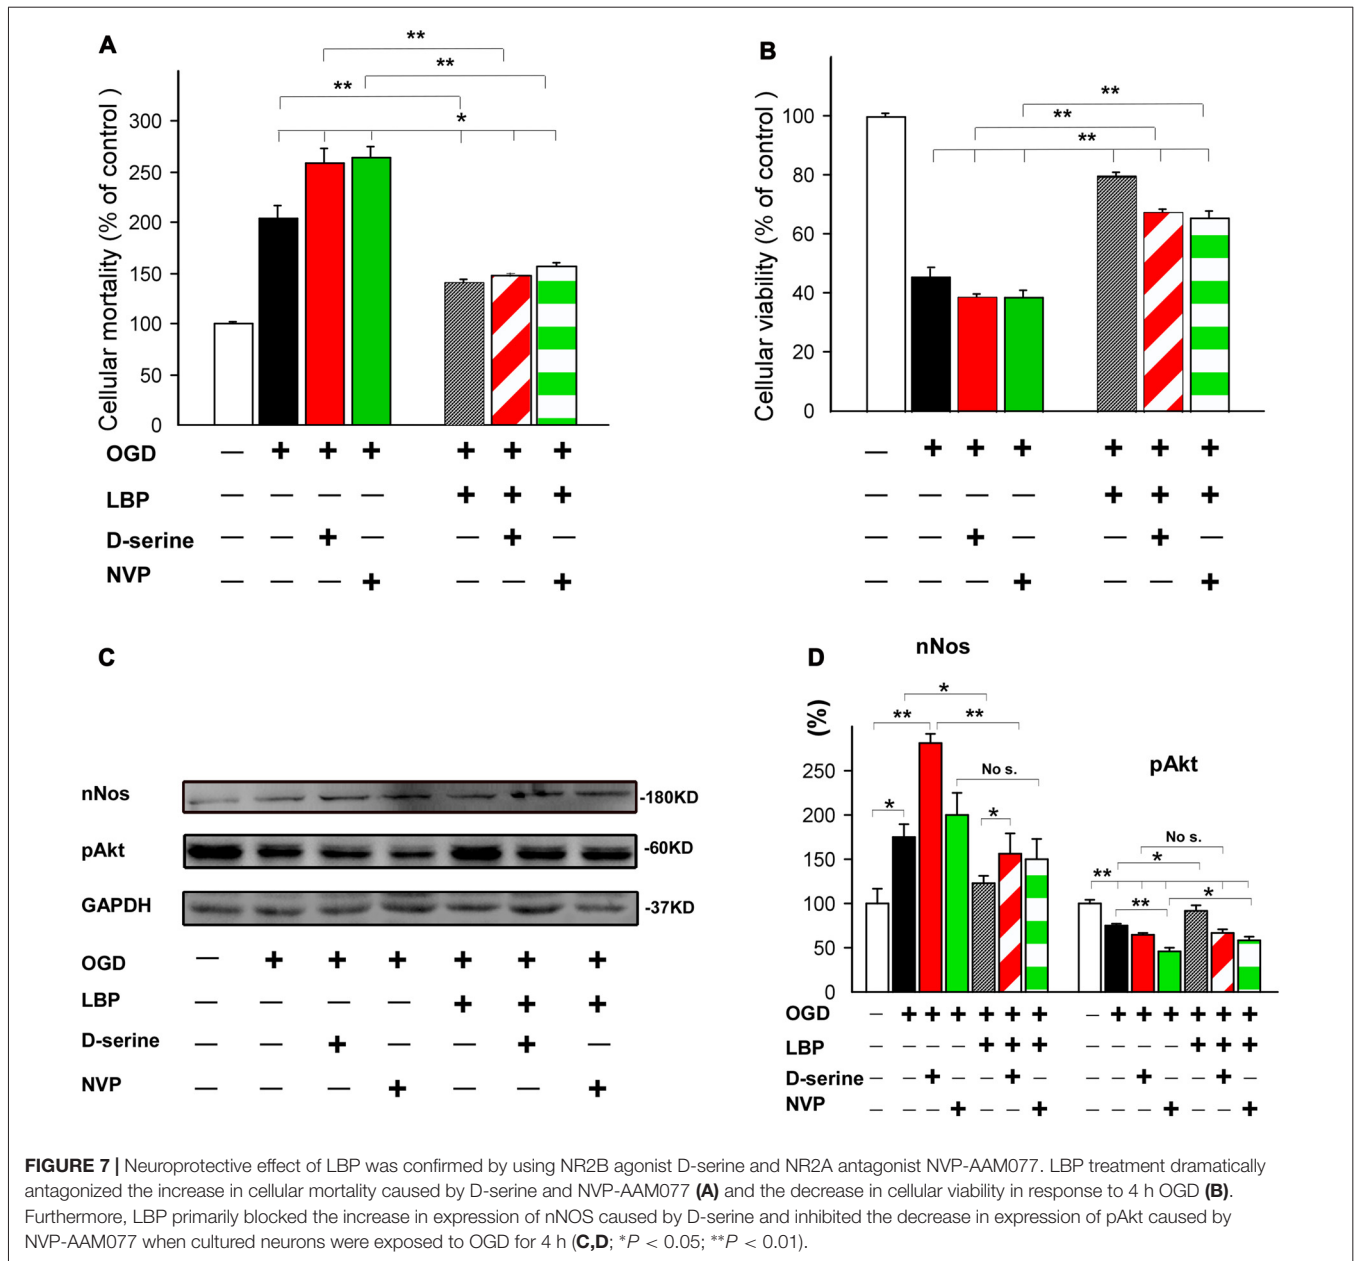 A
**
**
**
*
Cellular mortality (% of control )
300
250
200
150
100
50
0
OGD — + + + + + +
LBP — — — — + + +
D-serine — — + — — + —
NVP — — — + — — +
B
**
**
**
Cellular viability (% of control )
100
80
60
40
20
0
— + + + + + +
— — — — + + +
— — + — — + —
— — — + — — +
C
nNos -180KD
pAkt -60KD
GAPDH -37KD
OGD — + + + + + +
LBP — — — — + + +
D-serine — — + — — + —
NVP — — — + — — +
D
nNos
(%)
*
** **
No s.
* *
250
200
150
100
50
0
pAkt
No s.
*
**
** *
OGD – + + + + + + – + + + + + +
LBP – – – – + + + – – – – + + +
D-serine – – + – – + – – – + – – + –
NVP – – – + – – + – – – + – – +
FIGURE 7 | Neuroprotective effect of LBP was confirmed by using NR2B agonist D-serine and NR2A antagonist NVP-AAM077. LBP treatment dramatically
antagonized the increase in cellular mortality caused by D-serine and NVP-AAM077 (A) and the decrease in cellular viability in response to 4 h OGD (B).
Furthermore, LBP primarily blocked the increase in expression of nNOS caused by D-serine and inhibited the decrease in expression of pAkt caused by
NVP-AAM077 when cultured neurons were exposed to OGD for 4 h (C,D; *P < 0.05; **P < 0.01).